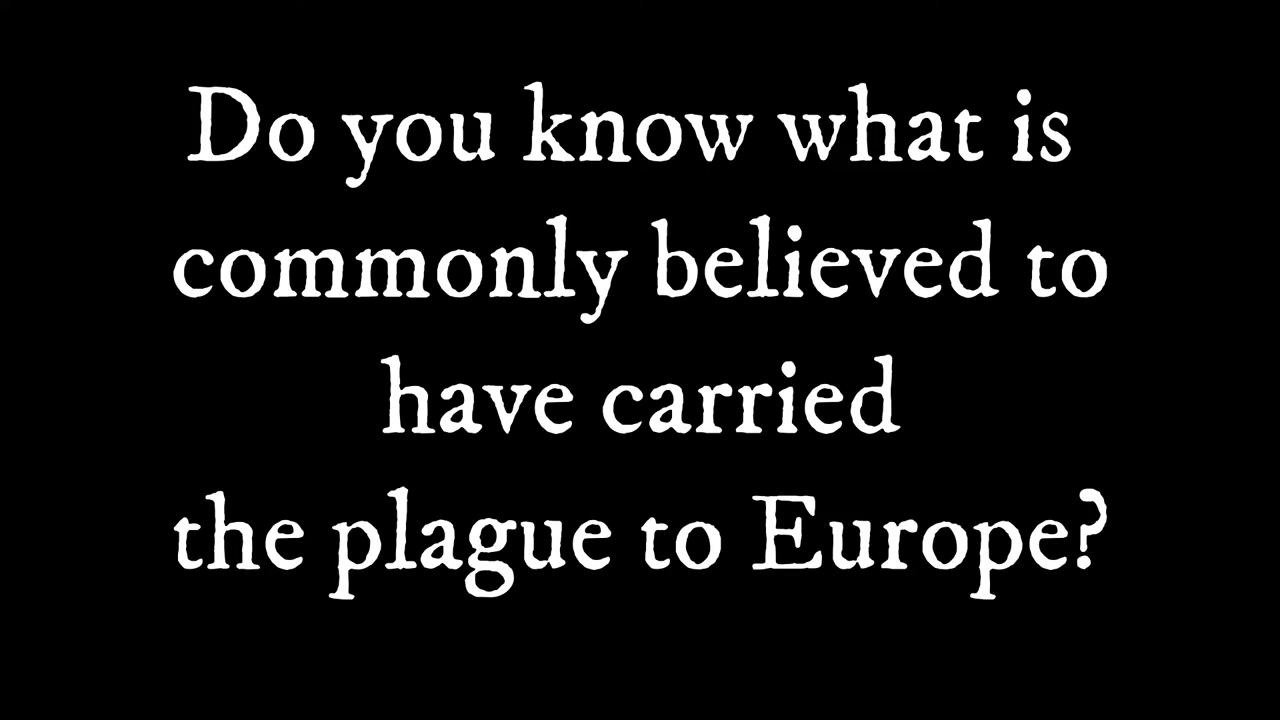 Do you know what is
commonly believed to
have carried
the plague to Europe?